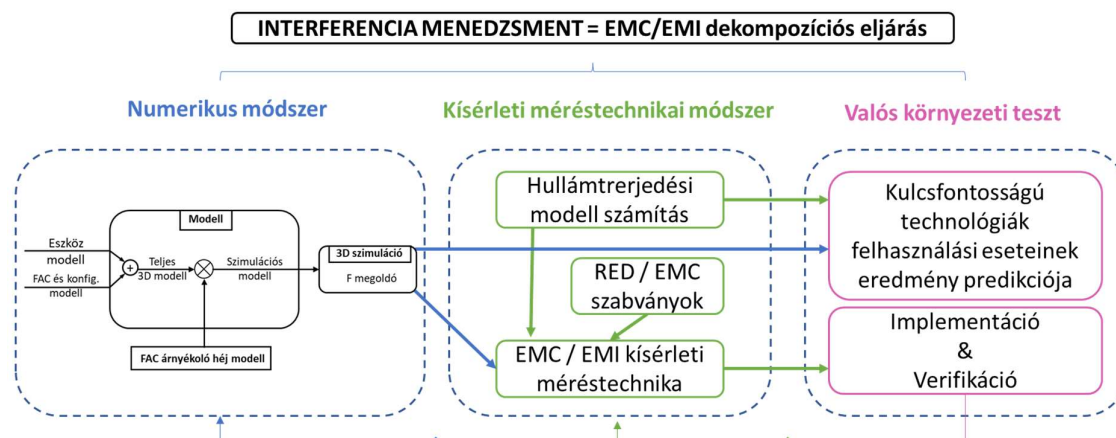 INTERFERENCIA MENEDZSMENT = EMC/EMI dekompozíciós eljárás
Numerikus módszer
Modell
Eszköz
modell
FAC és konfig.
modell
+
Teljes
3D modell
Szimulációs
modell
3D szimuláció
F megoldó
FAC árnyékoló héj modell
Kísérleti méréstechnikai módszer
Hullámtrerjedési
modell számítás
RED / EMC
szabványok
EMC / EMI kísérleti
méréstechnika
Valós környezeti teszt
Kulcsfontosságú
technológiák
felhasználási eseteinek
eredmény predikciója
Implementáció
&
Verifikáció